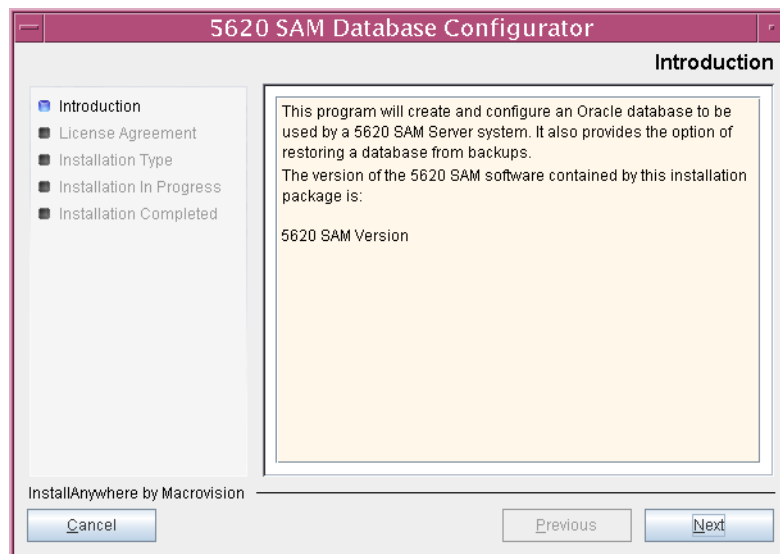 5620 SAM Database Configurator
Introduction
Introduction
License Agreement
Installation Type
Installation In Progress
Installation Completed
This program will create and configure an Oracle database to be
used by a 5620 SAM Server system. It also provides the option of
restoring a database from backups.
The version of the 5620 SAM software contained by this installation
package is:
5620 SAM Version
InstallAnywhere by Macrovision
Cancel
Previous
Next